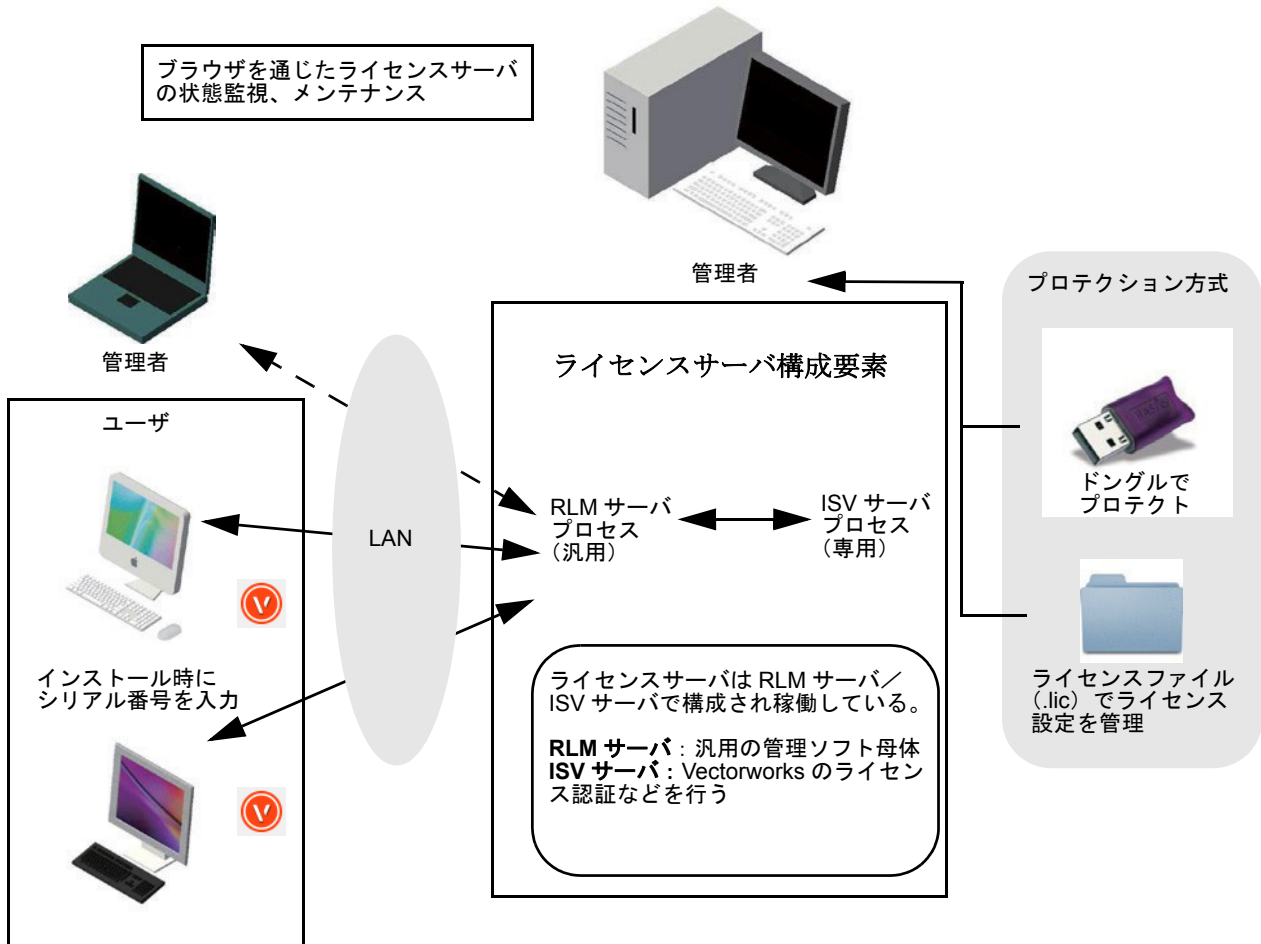 ブラウザを通じたライセンスサーバ
の状態監視、メンテナンス
管理者
管理者
ユーザ
インストール時に
シリアル番号を入力
LAN
ライセンスサーバ構成要素
RLM サーバ
プロセス
（汎用）
ISV サーバ
プロセス
（専用）
ライセンスサーバは RLM サーバ／
ISV サーバで構成され稼働している。
RLM サーバ：汎用の管理ソフト母体
ISV サーバ：Vectorworks のライセン
ス認証などを行う
プロテクション方式
ドングルで
プロテクト
ライセンスファイル
（.lic）でライセンス
設定を管理